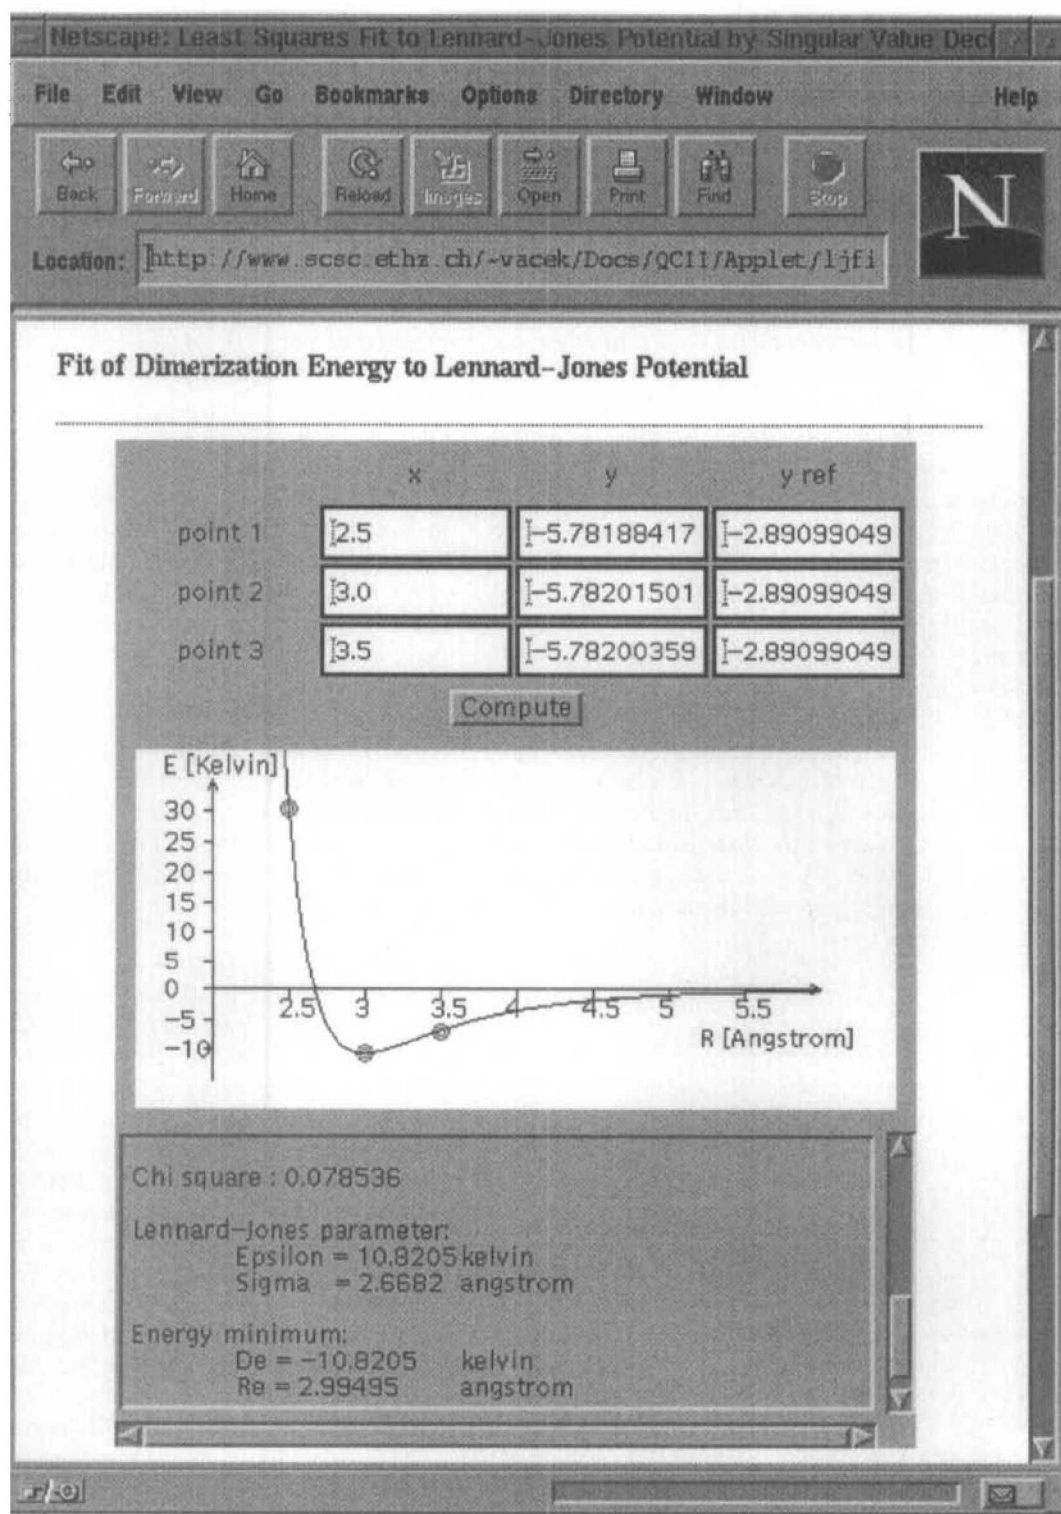 Netscape: Least Squares Fit to Lennard-Jones Potential by Singular Value Dec
File Edit View Go Bookmarks Options Directory Window Help
Back Forward Home Reload Images Open Print Find Stop
N
Location: http://www.scsc.ethz.ch/~vacek/Docs/QCII/Applet/ljfi
Fit of Dimerization Energy to Lennard-Jones Potential
x y y ref
point 1 2.5 -5.78188417 -2.89099049
point 2 3.0 -5.78201501 -2.89099049
point 3 3.5 -5.78200359 -2.89099049
Compute
E [Kelvin]
30
25
20
15
10
5
0
2.5 3 3.5 4 4.5 5 5.5
-5
R [Angstrom]
-10
Chi square : 0.078536
Lennard-Jones parameter:
Epsilon = 10.8205 kelvin
Sigma = 2.6682 angstrom
Energy minimum:
De = -10.8205 kelvin
Re = 2.99495 angstrom